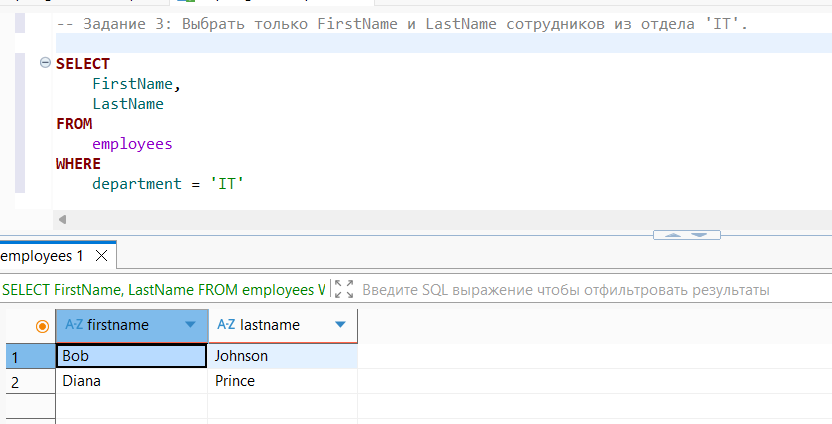 -- Задание 3: Выбрать только FirstName и LastName сотрудников из отдела 'IT'.
SELECT
FirstName,
LastName
FROM
employees
WHERE
department = 'IT'
employees 1
SELECT FirstName, LastName FROM employees W
Введите SQL выражение чтобы отфильтровать результаты
A-Z firstname A-Z lastname
1 Bob Johnson
2 Diana Prince